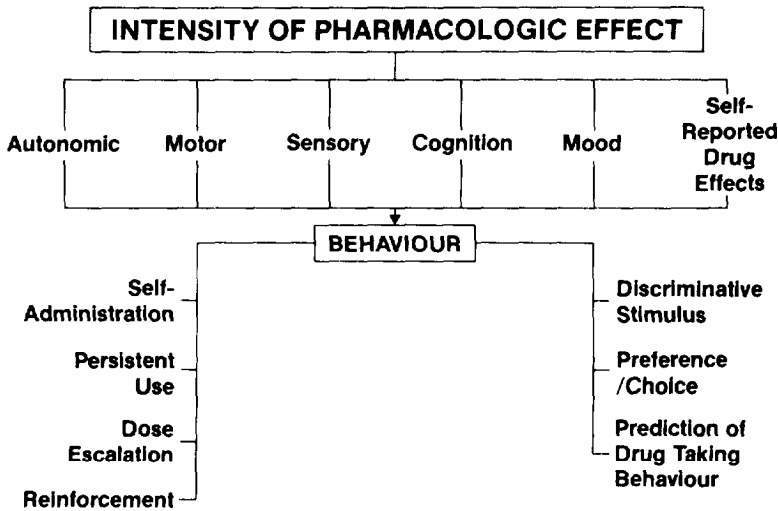 INTENSITY OF PHARMACOLOGIC EFFECT
Autonomic
Motor
Sensory
Cognition
Mood
Self-
Reported
Drug
Effects
BEHAVIOUR
Self-
Administration
Persistent
Use
Dose
Escalation
Reinforcement
Discriminative
Stimulus
Preference
/Choice
Prediction of
Drug Taking
Behaviour